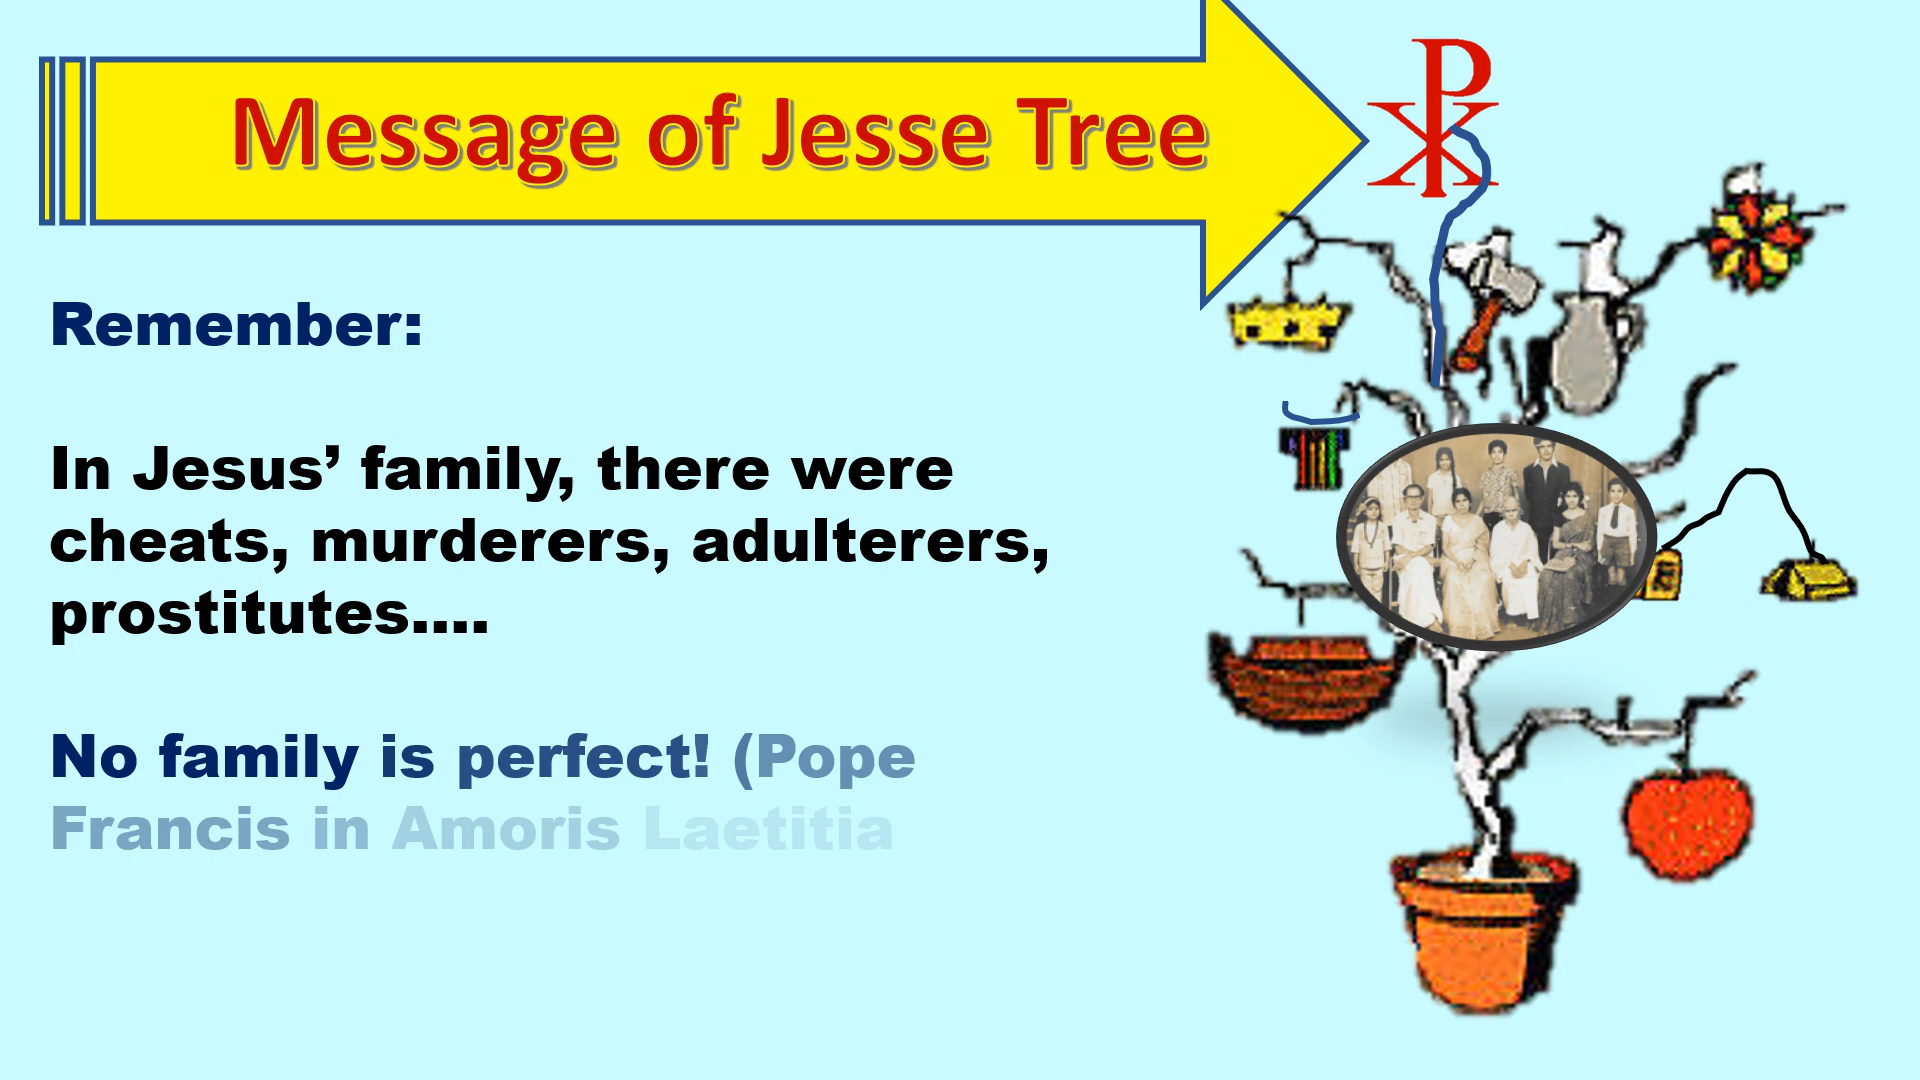 Message of Jesse Tree
Remember:
In Jesus’ family, there were
cheats, murderers, adulterers,
prostitutes....
No family is perfect! (Pope
Francis in Amoris Laetitia